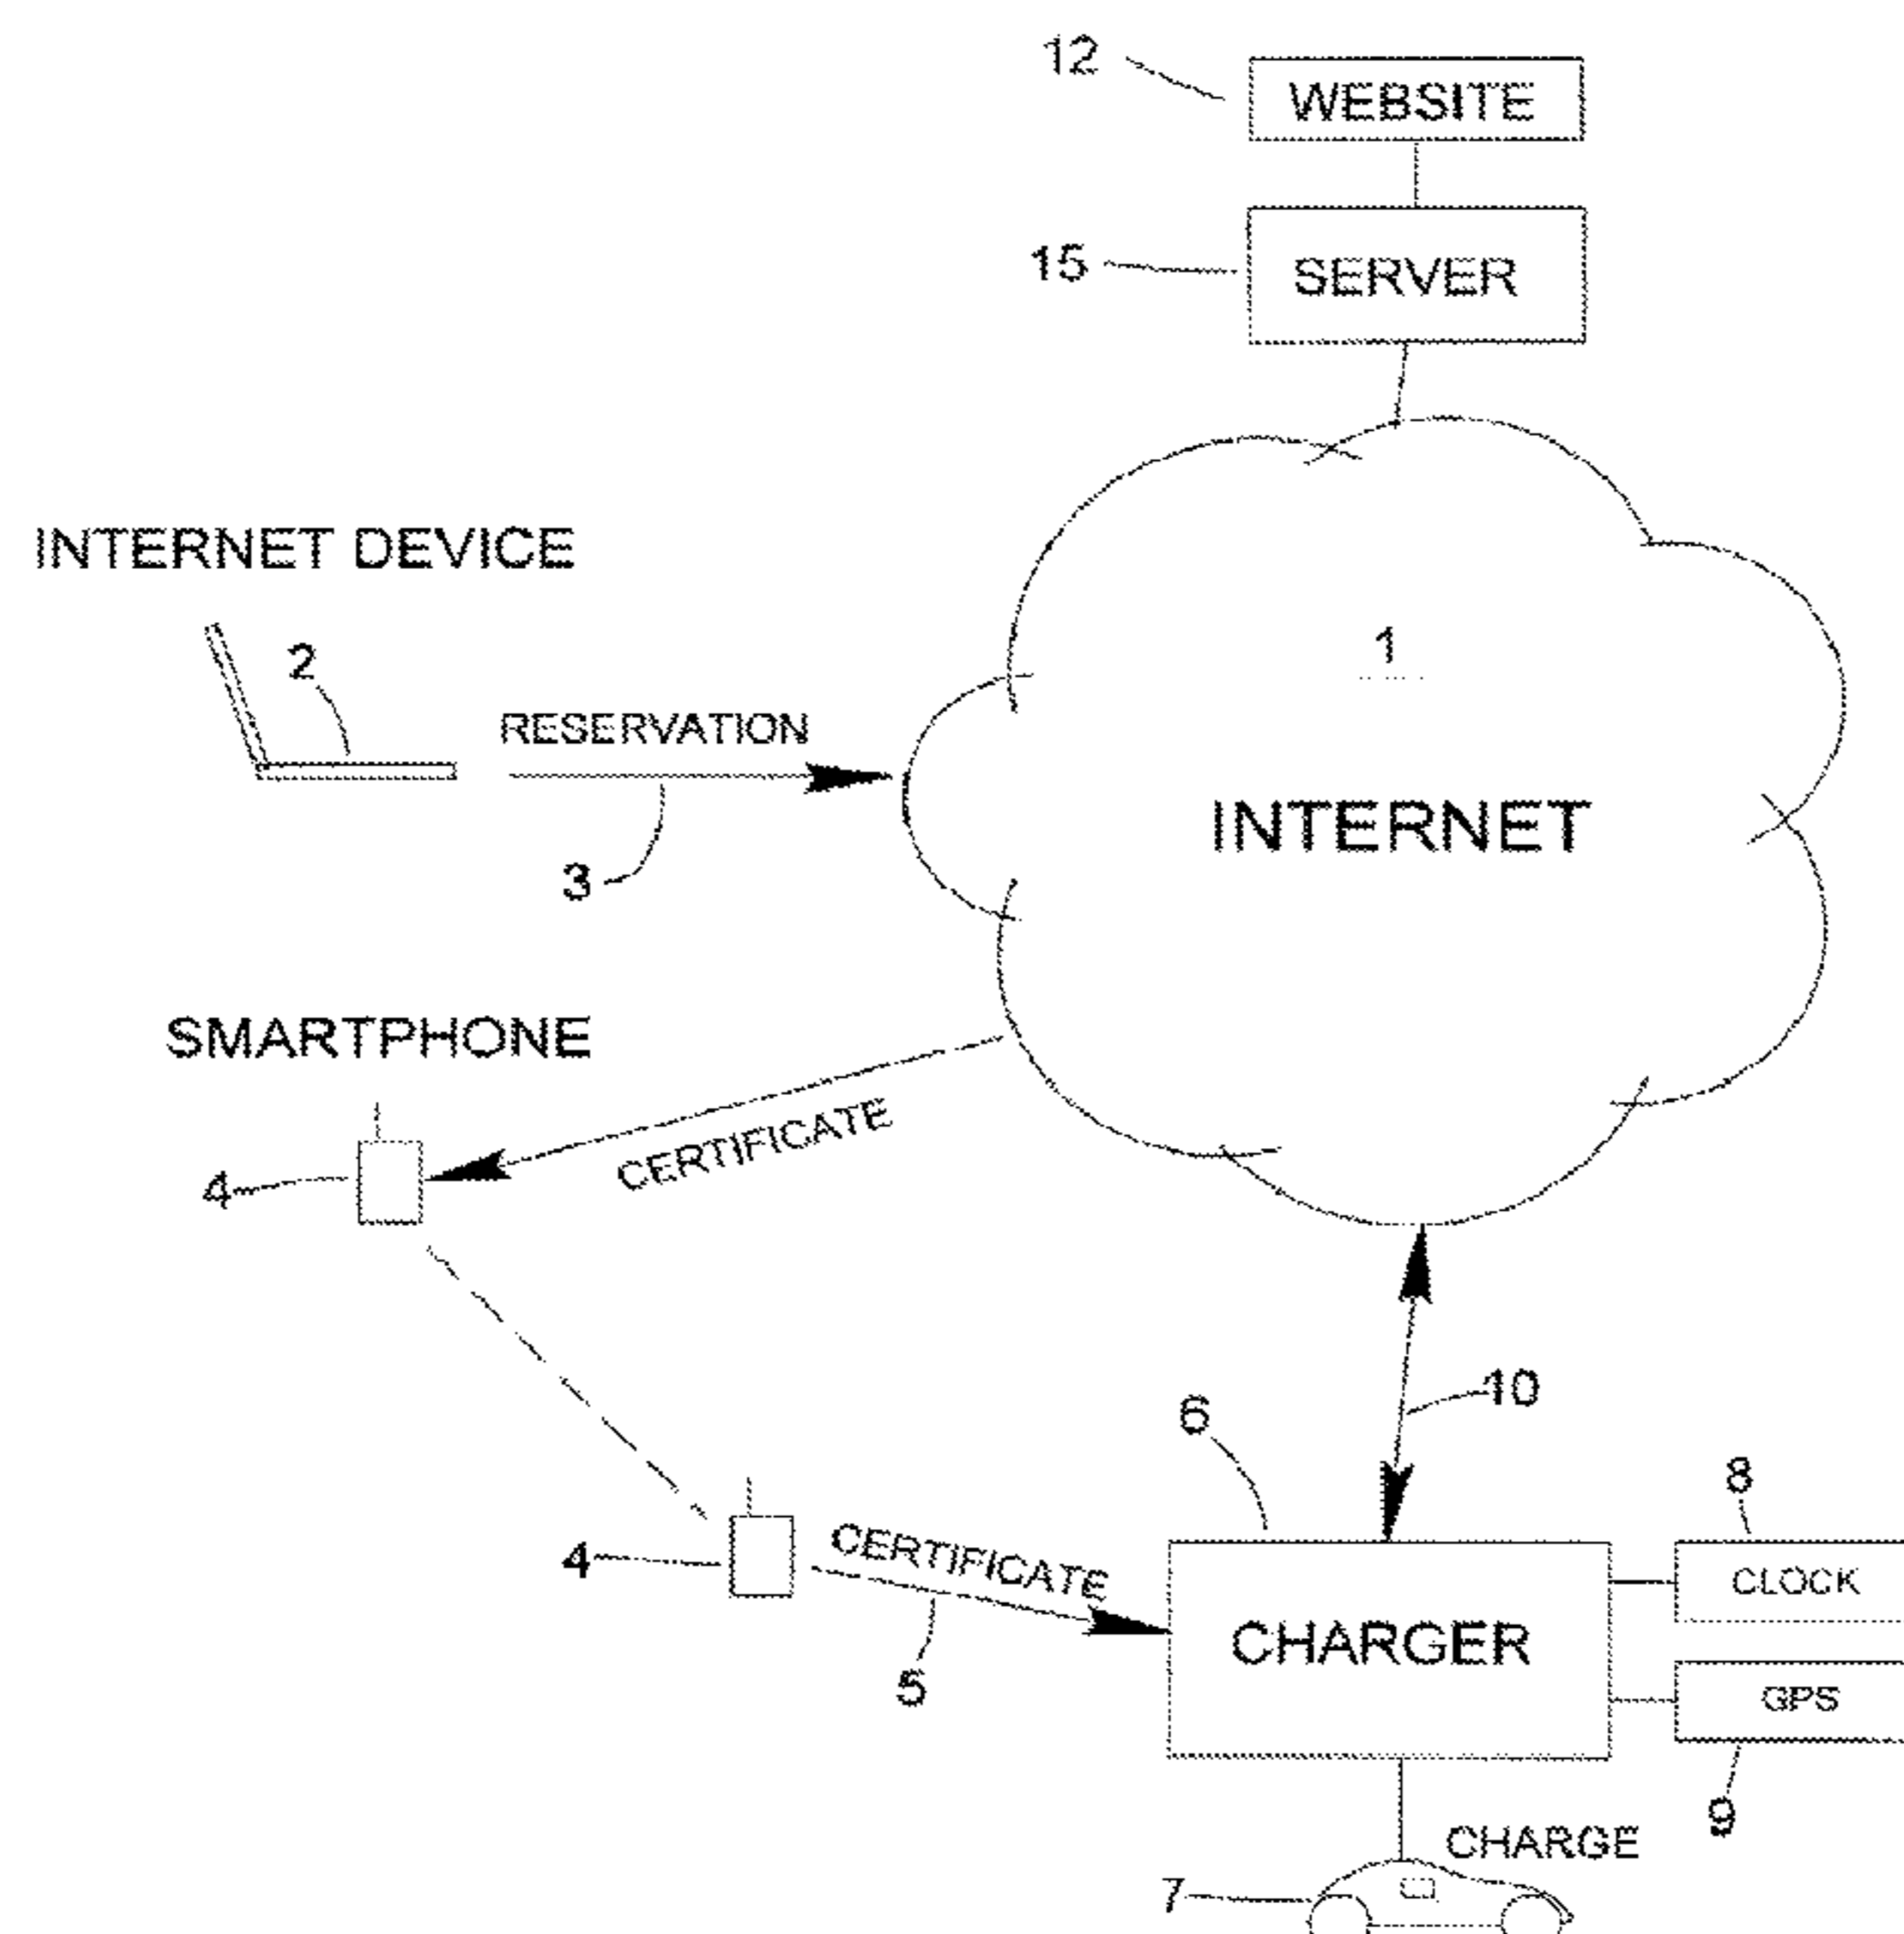 12
WEBSITE
15
SERVER
INTERNET DEVICE
2
1
RESERVATION
INTERNET
3
SMARTPHONE
CERTIFICATE
4
10
6
8
4
CERTIFICATE
CLOCK
CHARGER
5
GPS
9
CHARGE
7